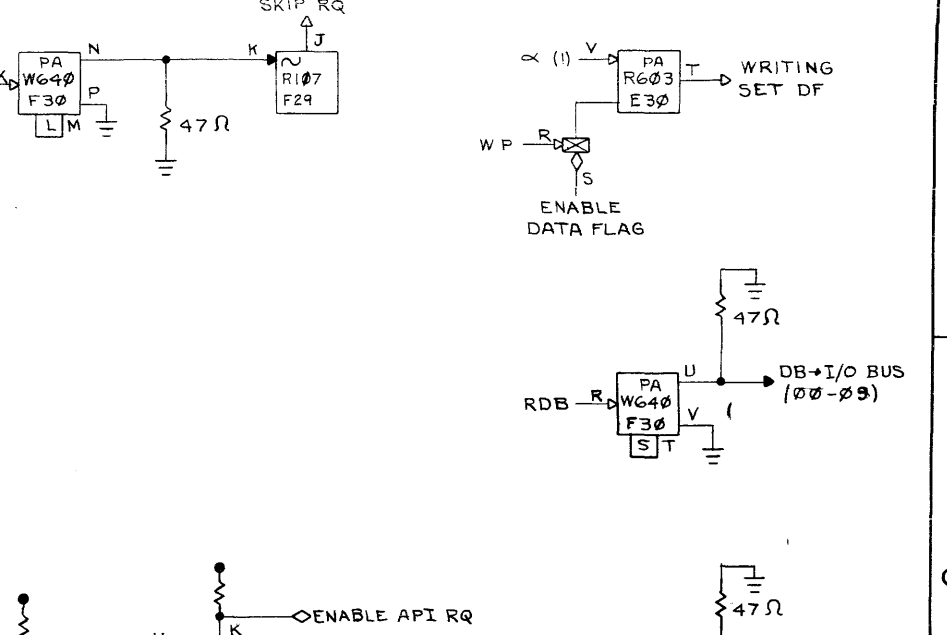 SKIP RQ
J
N
K
PA
W64Ø
F3Ø
P
L
M
47Ω
R1Ø7
F29
α (!)
V
PA
R6Ø3
E3Ø
T
WRITING
SET DF
WP
R
S
ENABLE
DATA FLAG
47Ω
U
DB→I/O BUS
(ØØ-Ø9)
RDB
R
PA
W64Ø
F3Ø
V
S
T
ENABLE API RQ
K
47Ω